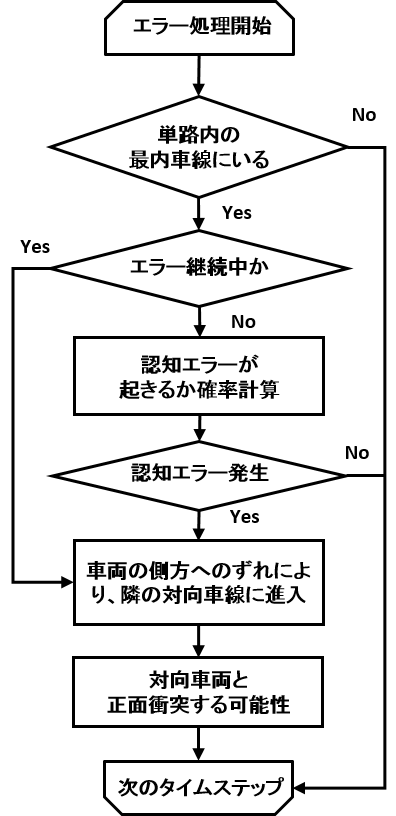 エラー処理開始
No
単路内の
最内車線にいる
Yes
Yes
エラー継続中か
No
認知エラーが
起きるか確率計算
No
認知エラー発生
Yes
車両の側方へのずれによ
り、隣の対向車線に進入
対向車両と
正面衝突する可能性
次のタイムステップ